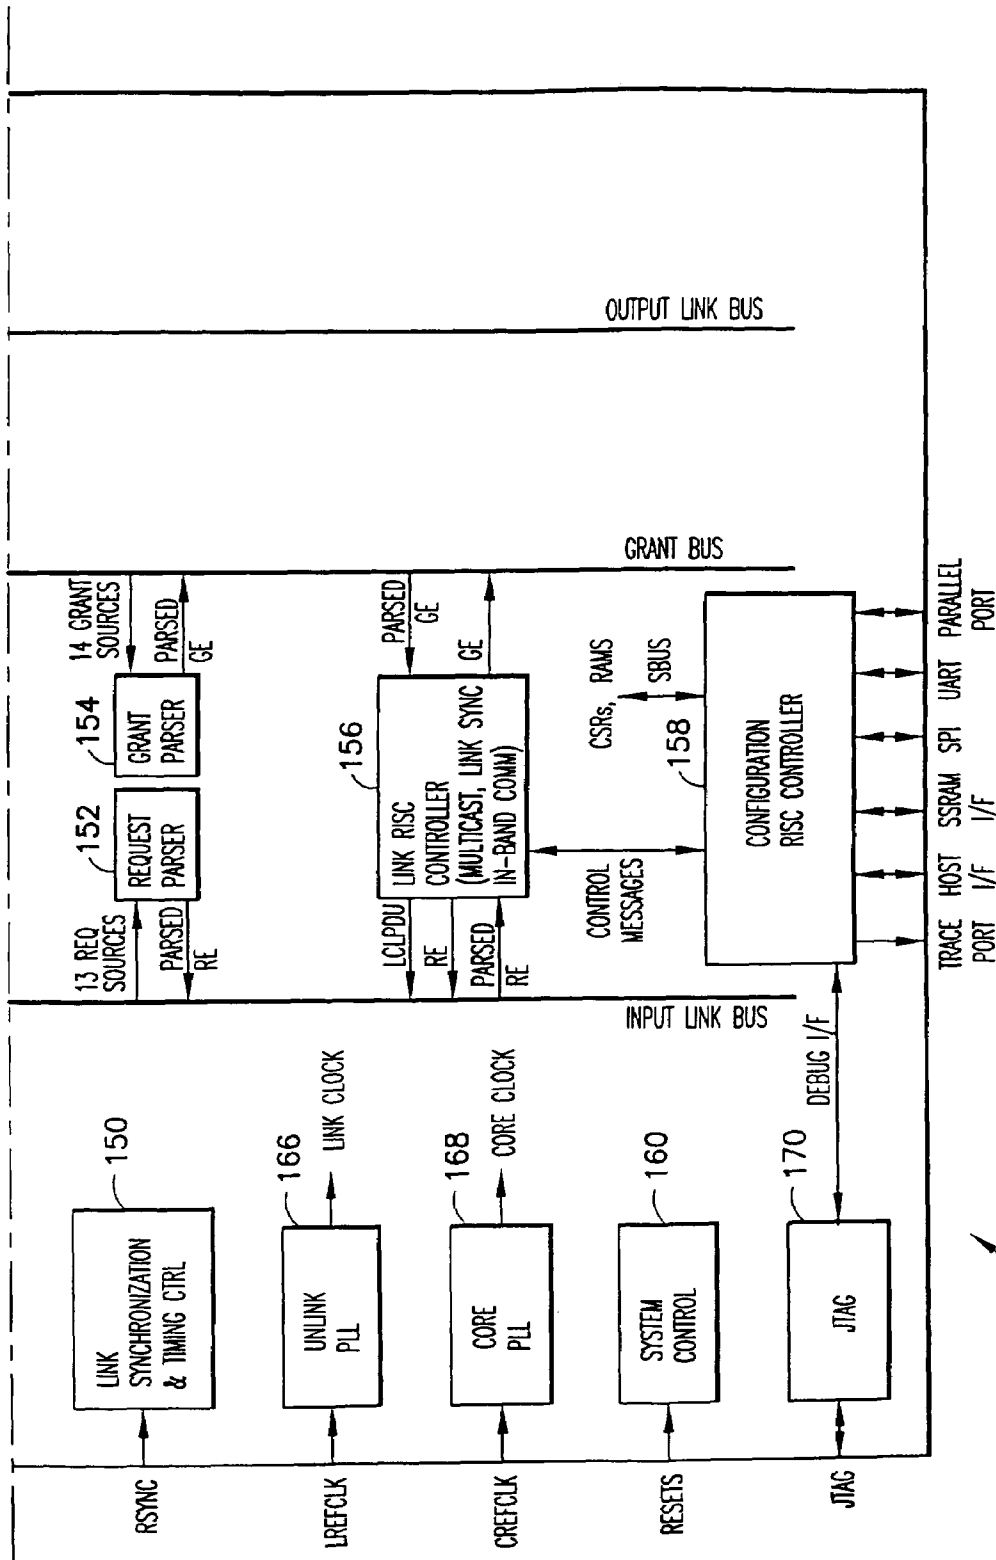 RSYNC
LINK
SYNCHRONIZATION
& TIMING CTRL
150
13 REQ
SOURCES
PARSED
RE
REQUEST
PARSER
152
GRANT
PARSER
154
14 GRANT
SOURCES
PARSED
GE
LREFCLK
UNLINK
PLL
166
LINK CLOCK
CREFCLK
CORE
PLL
168
CORE CLOCK
LCLPDU
RE
PARSED
RE
LINK RISC
CONTROLLER
(MULTICAST, LINK SYNC
IN-BAND COMM)
156
PARSED
GE
GE
RESETS
SYSTEM
CONTROL
160
INPUT LINK BUS
CONTROL
MESSAGES
CSRs, RAMS
SBUS
GRANT BUS
OUTPUT LINK BUS
JTAG
JTAG
170
DEBUG I/F
CONFIGURATION
RISC CONTROLLER
158
TRACE
PORT
HOST
I/F
SSRAM
I/F
SPI
UART
PARALLEL
PORT